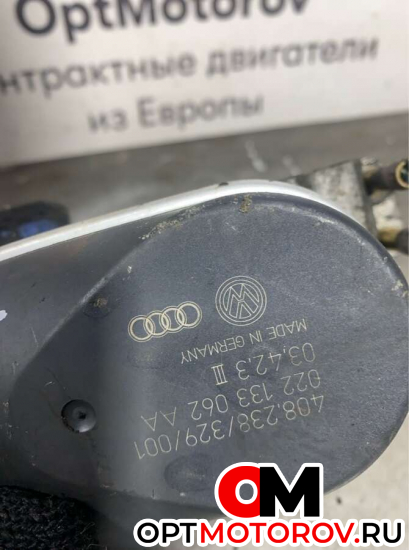 OptMotorov
нтрактные двигатели
из Европы
MADE IN GERMANY
03.42.3 III
022 133 062 AA
408.238/329/001
OM
OPTMOTOROV.RU